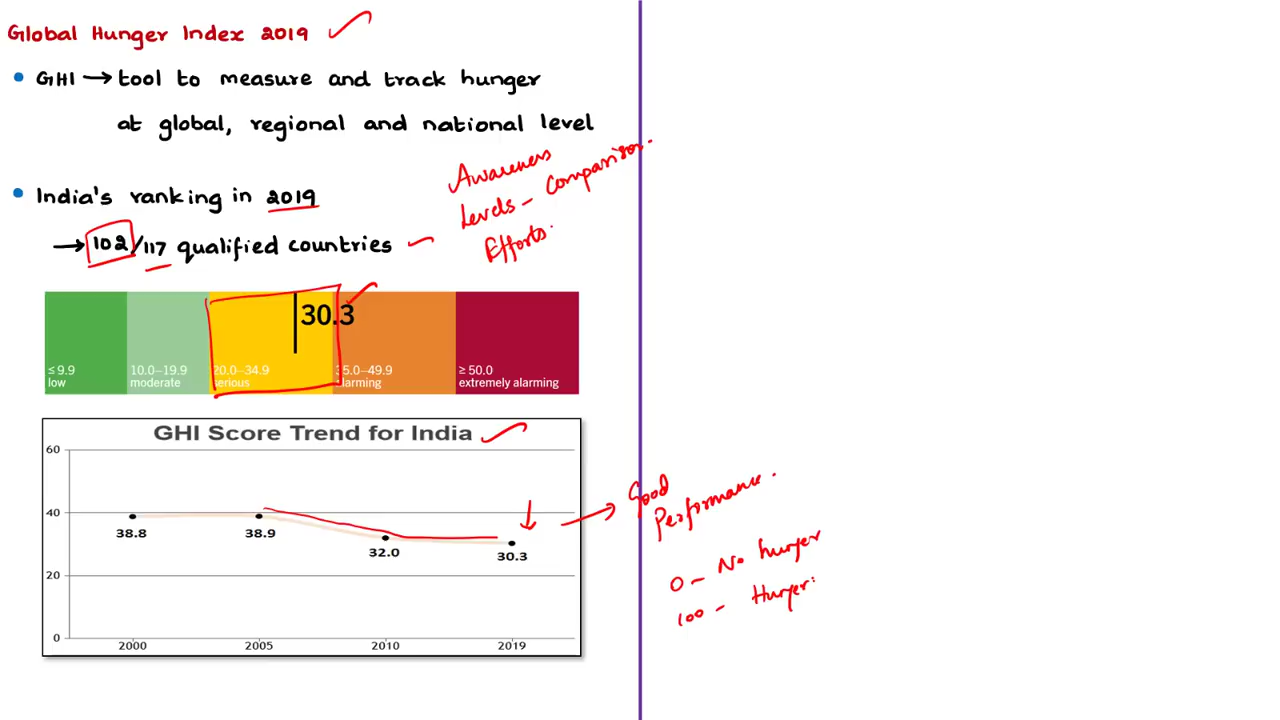 Global Hunger Index 2019
• GHI → tool to measure and track hunger
at global, regional and national level
• India's ranking in 2019
→ 102/117 qualified countries
Awareness
Levels - Comparison.
Efforts.
30.3
≤ 9.9
low
10.0–19.9
moderate
20.0–34.9
serious
35.0–49.9
alarming
≥ 50.0
extremely alarming
GHI Score Trend for India
60
40
20
0
38.8
38.9
32.0
30.3
2000
2005
2010
2019
↓ → Good
Performance.
0 - No hunger
100 - Hunger